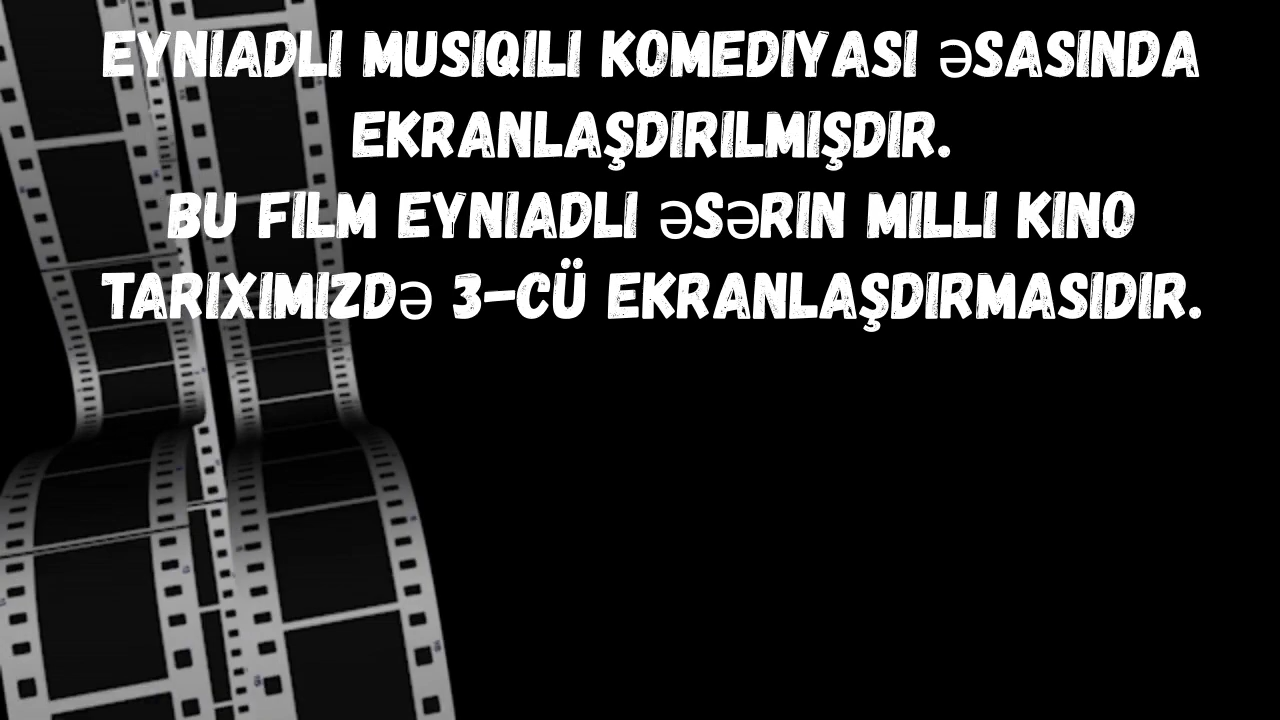 EYNIADLI MUSIQILI KOMEDIYASI ƏSASINDA
EKRANLAŞDIRILMIŞDIR.
BU FILM EYNIADLI ƏSƏRIN MILLI KINO
TARIXIMIZDƏ 3-CÜ EKRANLAŞDIRMASIDIR.